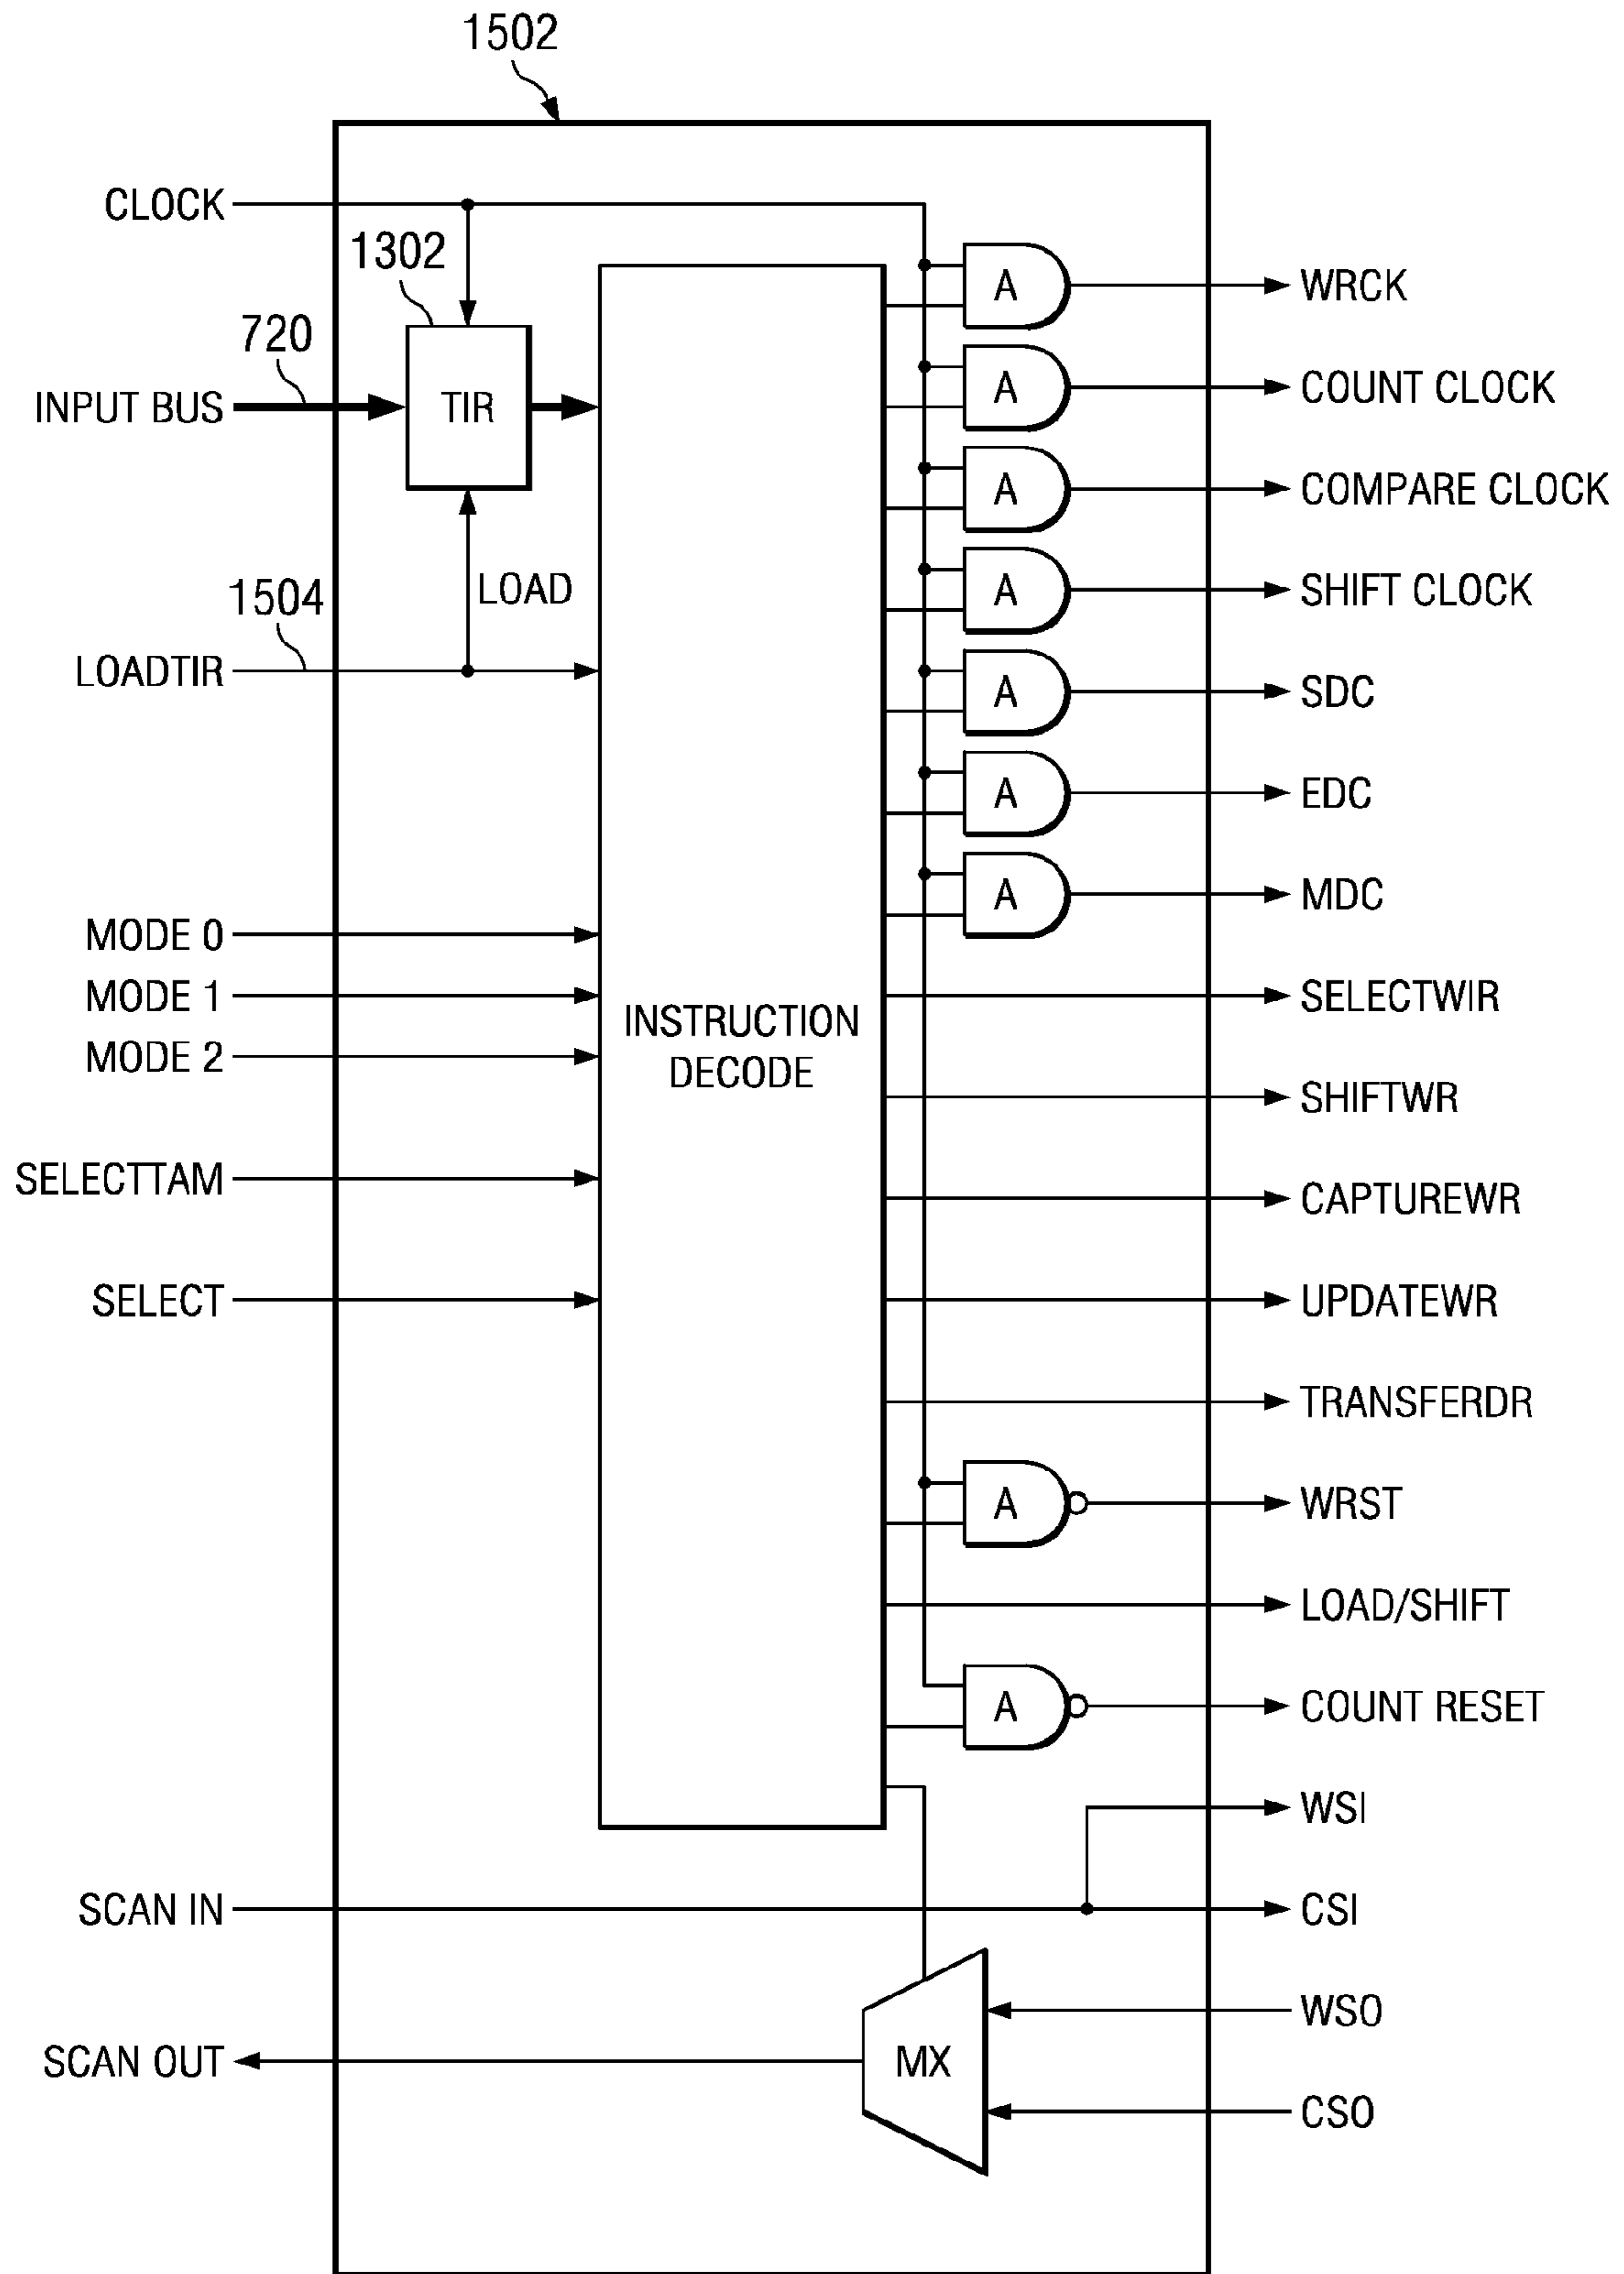 1502
CLOCK
1302
720
INPUT BUS
TIR
1504
LOAD
LOADTIR
MODE 0
MODE 1
MODE 2
SELECTTAM
SELECT
INSTRUCTION
DECODE
A
WRCK
A
COUNT CLOCK
A
COMPARE CLOCK
A
SHIFT CLOCK
A
SDC
A
EDC
A
MDC
SELECTWIR
SHIFTWR
CAPTUREWR
UPDATEWR
TRANSFERDR
A
WRST
LOAD/SHIFT
A
COUNT RESET
WSI
SCAN IN
CSI
WSO
SCAN OUT
MX
CSO